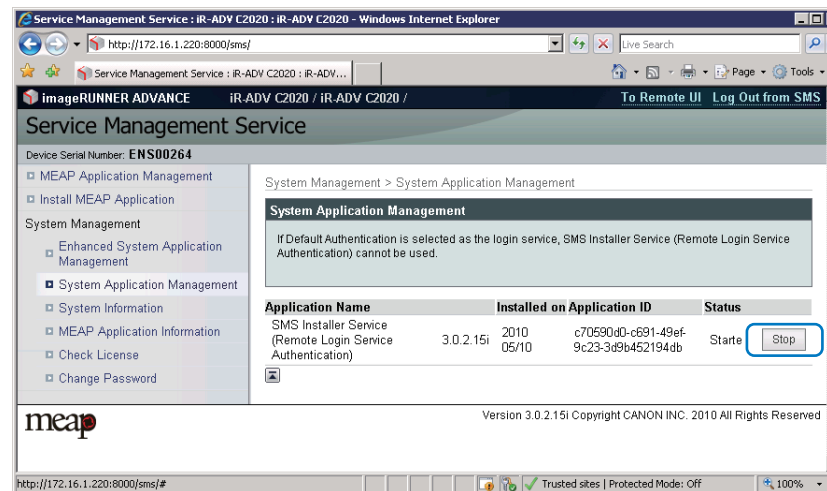 Service Management Service : iR-ADV C2020 : iR-ADV C2020 - Windows Internet Explorer
http://172.16.1.220:8000/sms/
Live Search
Service Management Service : iR-ADV C2020 : iR-ADV...
Page
Tools
imageRUNNER ADVANCE iR-ADV C2020 / iR-ADV C2020 /
To Remote UI Log Out from SMS
Service Management Service
Device Serial Number: ENS00264
MEAP Application Management
Install MEAP Application
System Management
Enhanced System Application
Management
System Application Management
System Information
MEAP Application Information
Check License
Change Password
System Management > System Application Management
System Application Management
If Default Authentication is selected as the login service, SMS Installer Service (Remote Login Service
Authentication) cannot be used.
Application Name Installed on Application ID Status
SMS Installer Service
(Remote Login Service
Authentication)
3.0.2.15i
2010
05/10
c70590d0-c691-49ef-
9c23-3d9b452194db
Starte
Stop
meap
Version 3.0.2.15i Copyright CANON INC. 2010 All Rights Reserved
http://172.16.1.220:8000/sms/#
Trusted sites | Protected Mode: Off
100%